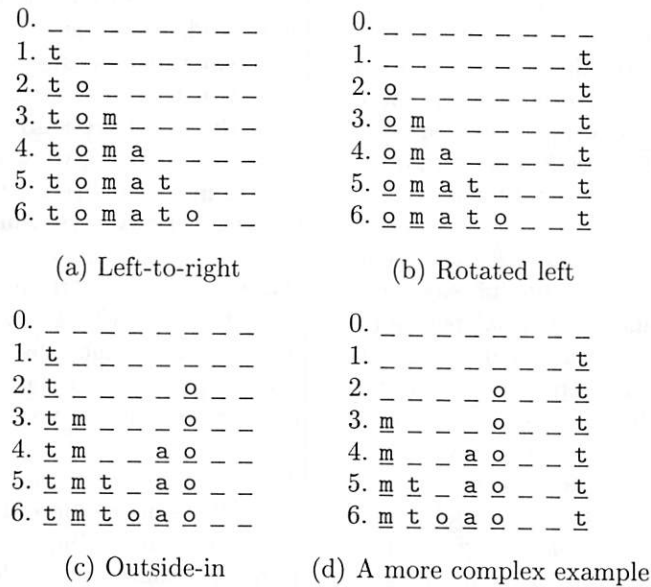 0. _ _ _ _ _ _ _ _
1. t _ _ _ _ _ _ _
2. t o _ _ _ _ _ _
3. t o m _ _ _ _ _
4. t o m a _ _ _ _
5. t o m a t _ _ _
6. t o m a t o _ _
(a) Left-to-right
0. _ _ _ _ _ _ _ _
1. _ _ _ _ _ _ _ t
2. o _ _ _ _ _ _ t
3. o m _ _ _ _ _ t
4. o m a _ _ _ _ t
5. o m a t _ _ _ t
6. o m a t o _ _ t
(b) Rotated left
0. _ _ _ _ _ _ _ _
1. t _ _ _ _ _ _ _
2. t _ _ _ _ o _ _
3. t m _ _ _ o _ _
4. t m _ _ a o _ _
5. t m t _ a o _ _
6. t m t o a o _ _
(c) Outside-in
0. _ _ _ _ _ _ _ _
1. _ _ _ _ _ _ _ t
2. _ _ _ _ o _ _ t
3. m _ _ _ o _ _ t
4. m _ _ a o _ _ t
5. m t _ a o _ _ t
6. m t o a o _ _ t
(d) A more complex example